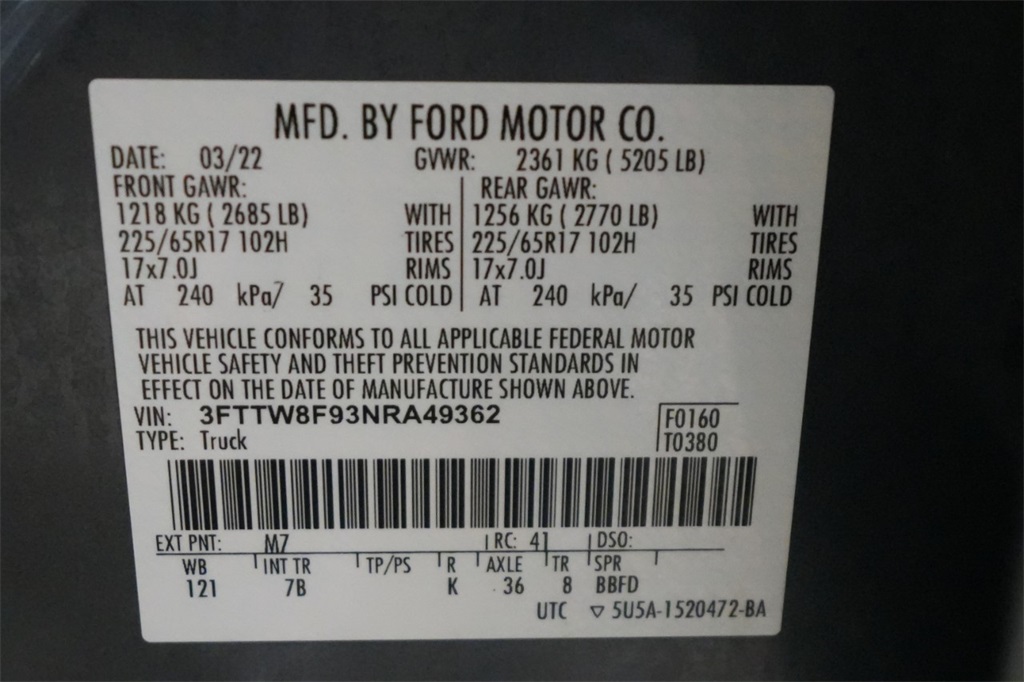 MFD. BY FORD MOTOR CO.
DATE: 03/22 GVWR: 2361 KG ( 5205 LB)
FRONT GAWR: REAR GAWR:
1218 KG ( 2685 LB) WITH 1256 KG ( 2770 LB) WITH
225/65R17 102H TIRES 225/65R17 102H TIRES
17x7.0J RIMS 17x7.0J RIMS
AT 240 kPa/ 35 PSI COLD AT 240 kPa/ 35 PSI COLD
THIS VEHICLE CONFORMS TO ALL APPLICABLE FEDERAL MOTOR
VEHICLE SAFETY AND THEFT PREVENTION STANDARDS IN
EFFECT ON THE DATE OF MANUFACTURE SHOWN ABOVE.
VIN: 3FTTW8F93NRA49362 F0160
TYPE: Truck T0380
EXT PNT: M7 RC: 41 DSO:
WB INT TR TP/PS R AXLE TR SPR
121 7B K 36 8 BBFD
UTC ▽ 5U5A-1520472-BA